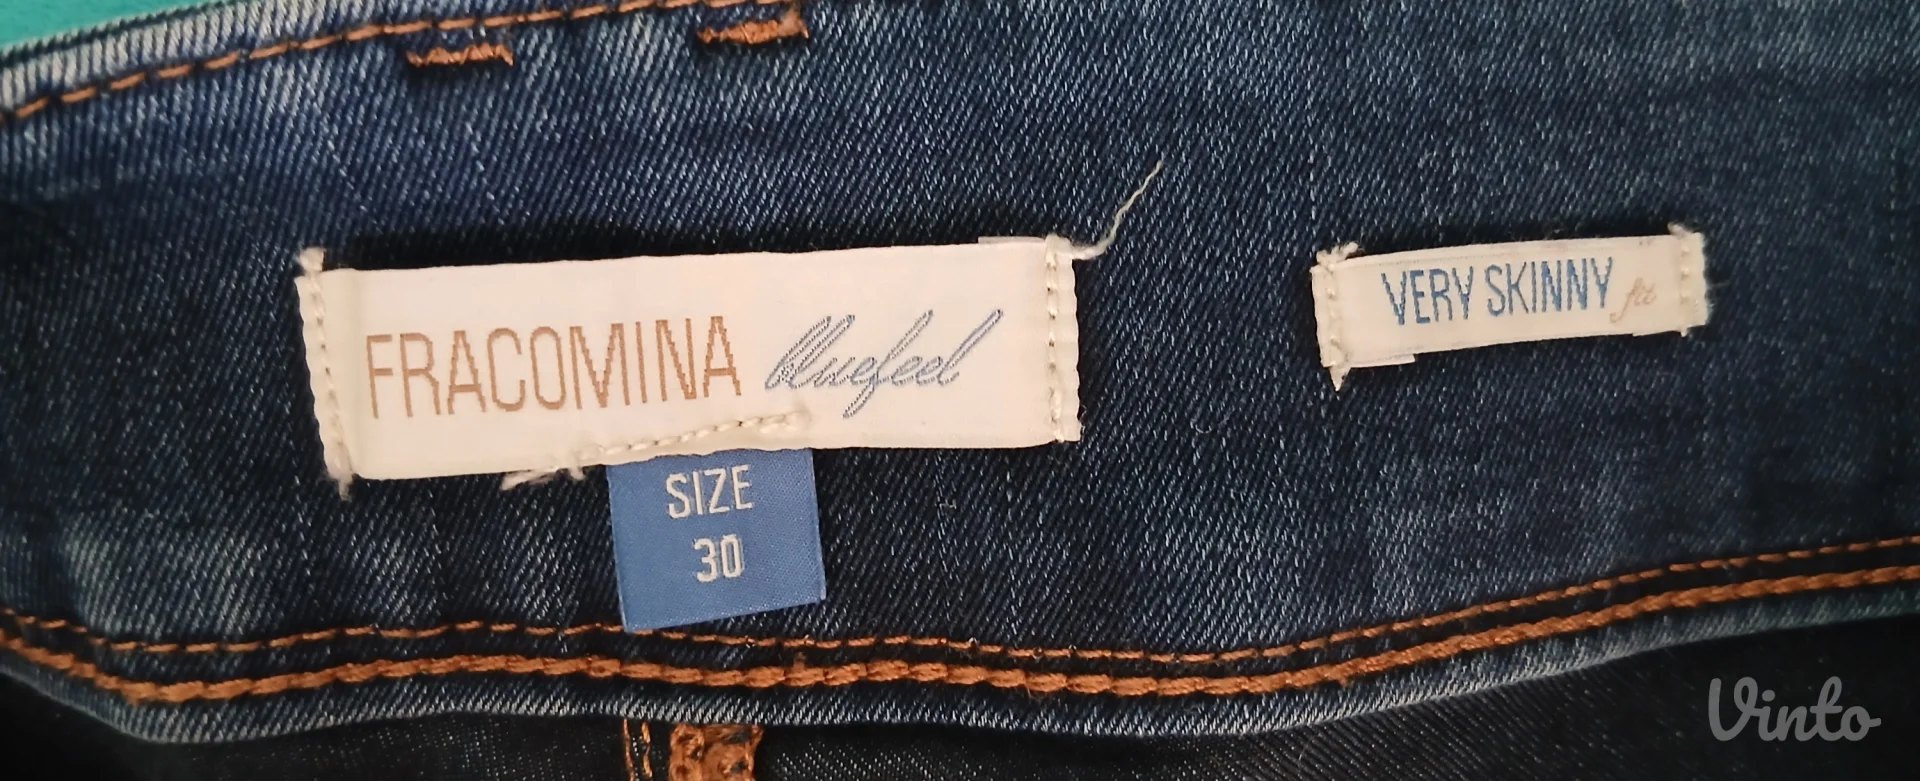 FRACOMINA bluefeel
SIZE
30
VERY SKINNY fit
Vinto